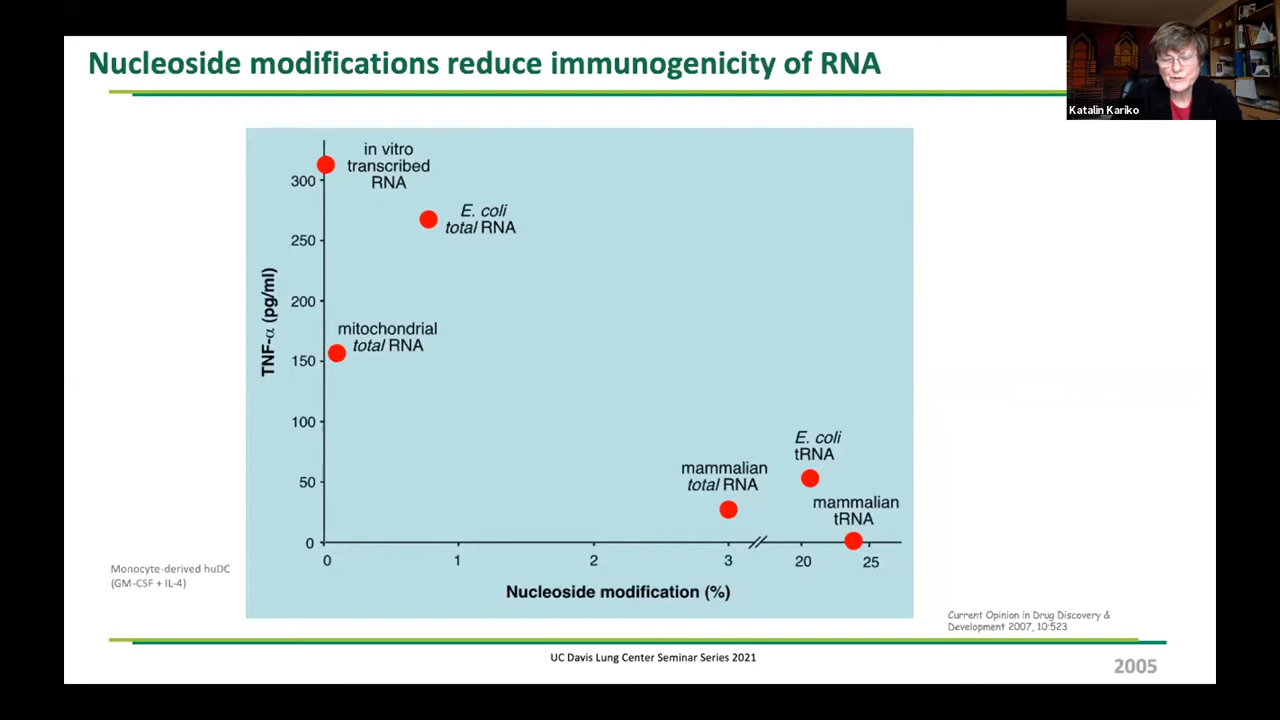 Nucleoside modifications reduce immunogenicity of RNA
Katalin Kariko
in vitro
transcribed
RNA
E. coli
total RNA
mitochondrial
total RNA
mammalian
total RNA
E. coli
tRNA
mammalian
tRNA
TNF-α (pg/ml)
300
250
200
150
100
50
0
0
1
2
3
20
25
Nucleoside modification (%)
Monocyte-derived huDC
(GM-CSF + IL-4)
Current Opinion in Drug Discovery &
Development 2007, 10:523
UC Davis Lung Center Seminar Series 2021
2005